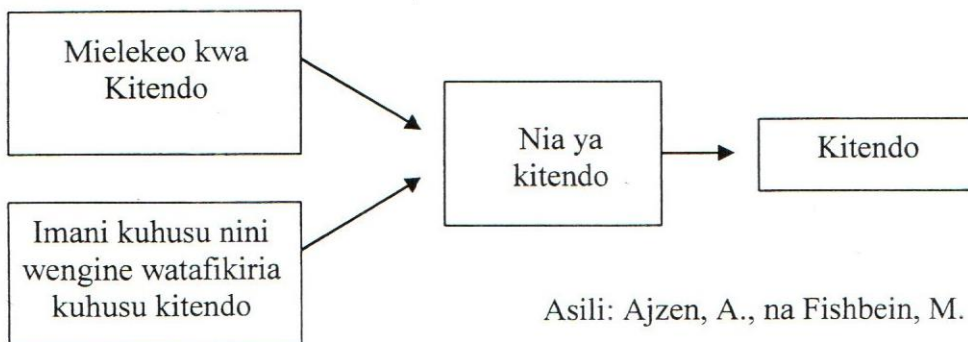 Mielekeo kwa
Kitendo
Nia ya
kitendo
Kitendo
Imani kuhusu nini
wengine watafikiria
kuhusu kitendo
Asili: Ajzen, A., na Fishbein, M.